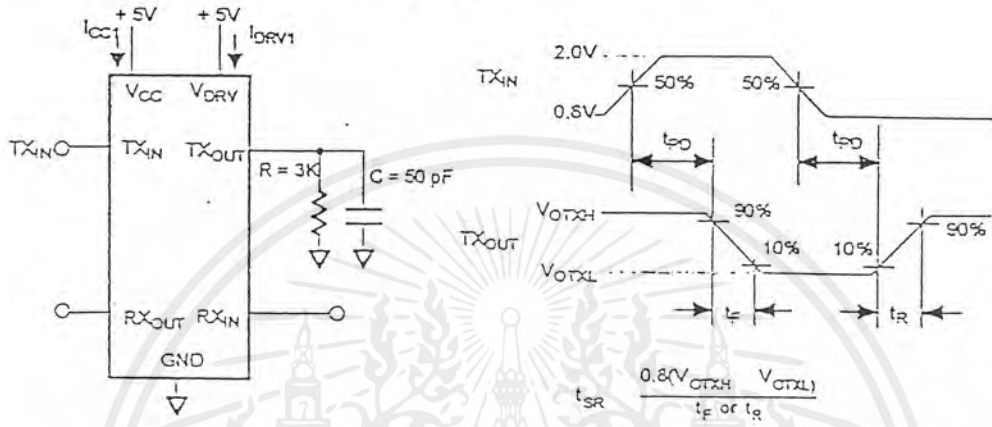 I_CC1 + 5V + 5V I_DRV1
V_CC V_DRV
TX_IN TX_IN TX_OUT
R = 3K C = 50 pF
RX_OUT RX_IN
GND
TX_IN 2.0V 50% 50%
0.8V
t_PD t_PD
V_OTXH 90% 90%
TX_OUT 10% 10%
V_OTXL
t_F t_R
t_SR 0.8(V_OTXH V_OTXL)
t_F or t_R